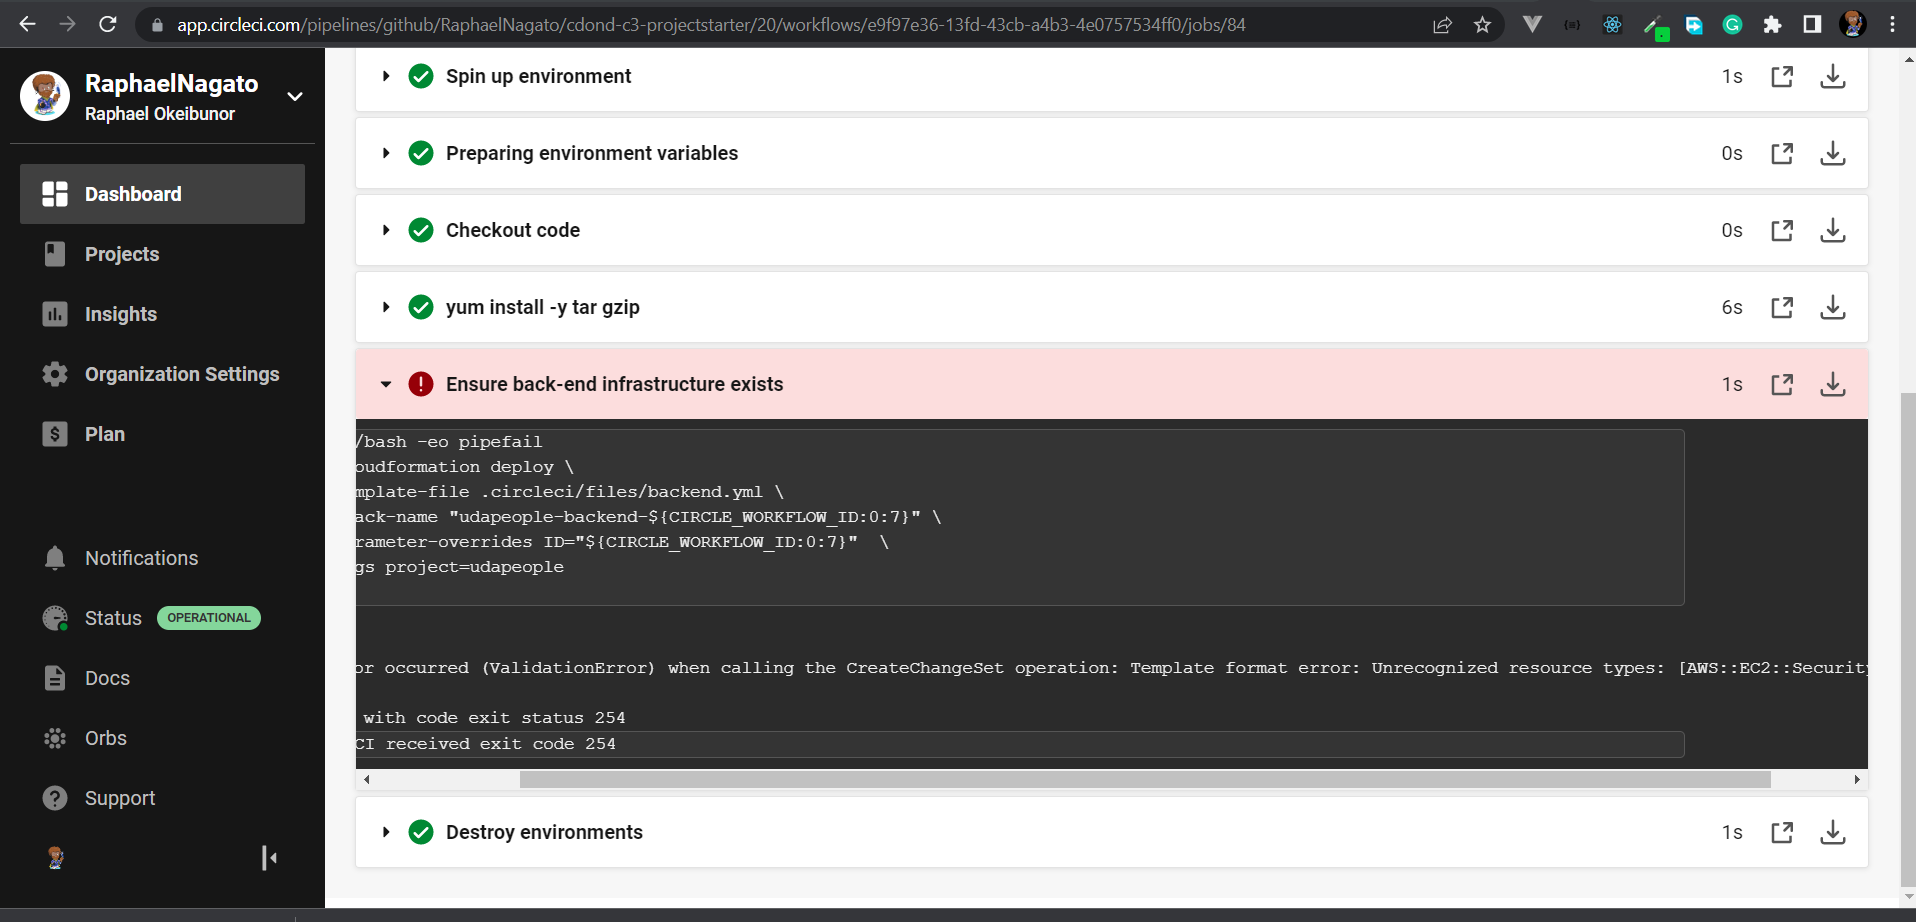 app.circleci.com/pipelines/github/RaphaelNagato/cdond-c3-projectstarter/20/workflows/e9f97e36-13fd-43cb-a4b3-4e0757534ff0/jobs/84
RaphaelNagato
Raphael Okeibunor
Dashboard
Projects
Insights
Organization Settings
Plan
Notifications
Status OPERATIONAL
Docs
Orbs
Support
Spin up environment 1s
Preparing environment variables 0s
Checkout code 0s
yum install -y tar gzip 6s
Ensure back-end infrastructure exists 1s
/bash -eo pipefail
oudformation deploy \
mplate-file .circleci/files/backend.yml \
ack-name "udapeople-backend-${CIRCLE_WORKFLOW_ID:0:7}" \
rameter-overrides ID="${CIRCLE_WORKFLOW_ID:0:7}" \
gs project=udapeople
or occurred (ValidationError) when calling the CreateChangeSet operation: Template format error: Unrecognized resource types: [AWS::EC2::Security
with code exit status 254
CI received exit code 254
Destroy environments 1s